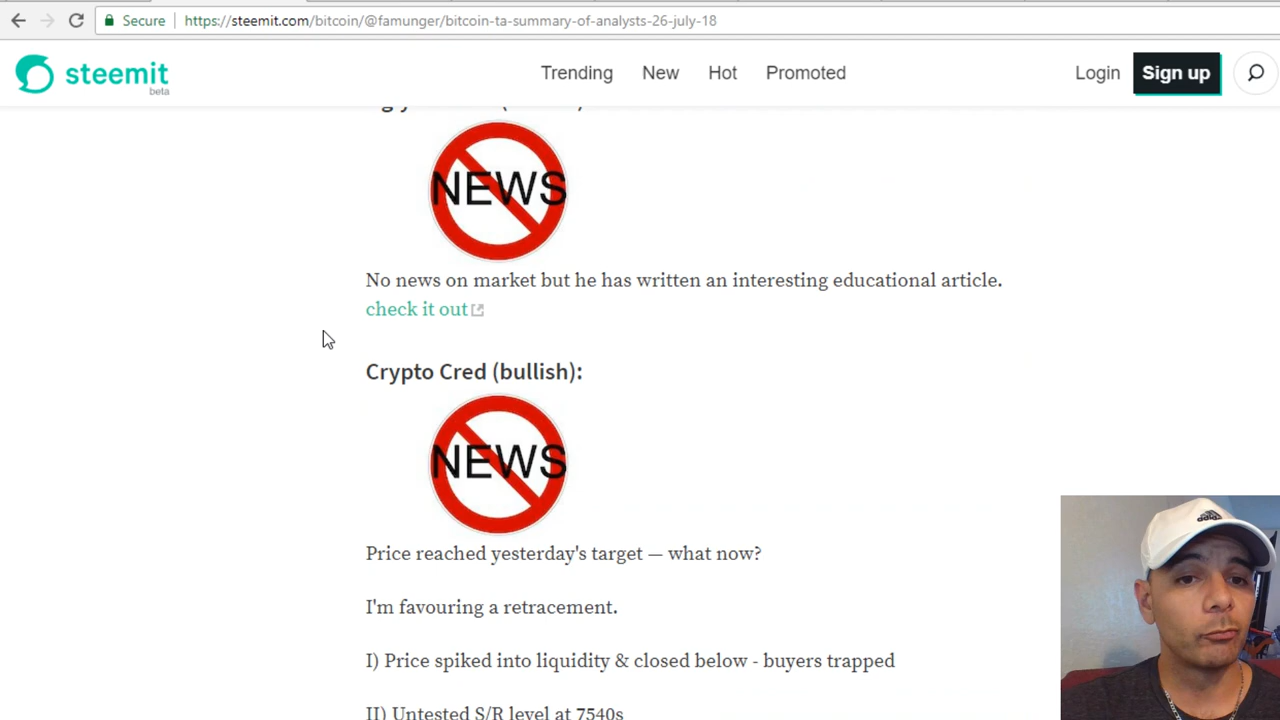 Secure
https://steemit.com/bitcoin/@famunger/bitcoin-ta-summary-of-analysts-26-july-18
steemit
beta
Trending New Hot Promoted
Login Sign up
NEWS
No news on market but he has written an interesting educational article.
check it out
Crypto Cred (bullish):
NEWS
Price reached yesterday's target — what now?
I'm favouring a retracement.
I) Price spiked into liquidity & closed below - buyers trapped
II) Untested S/R level at 7540s
adidas